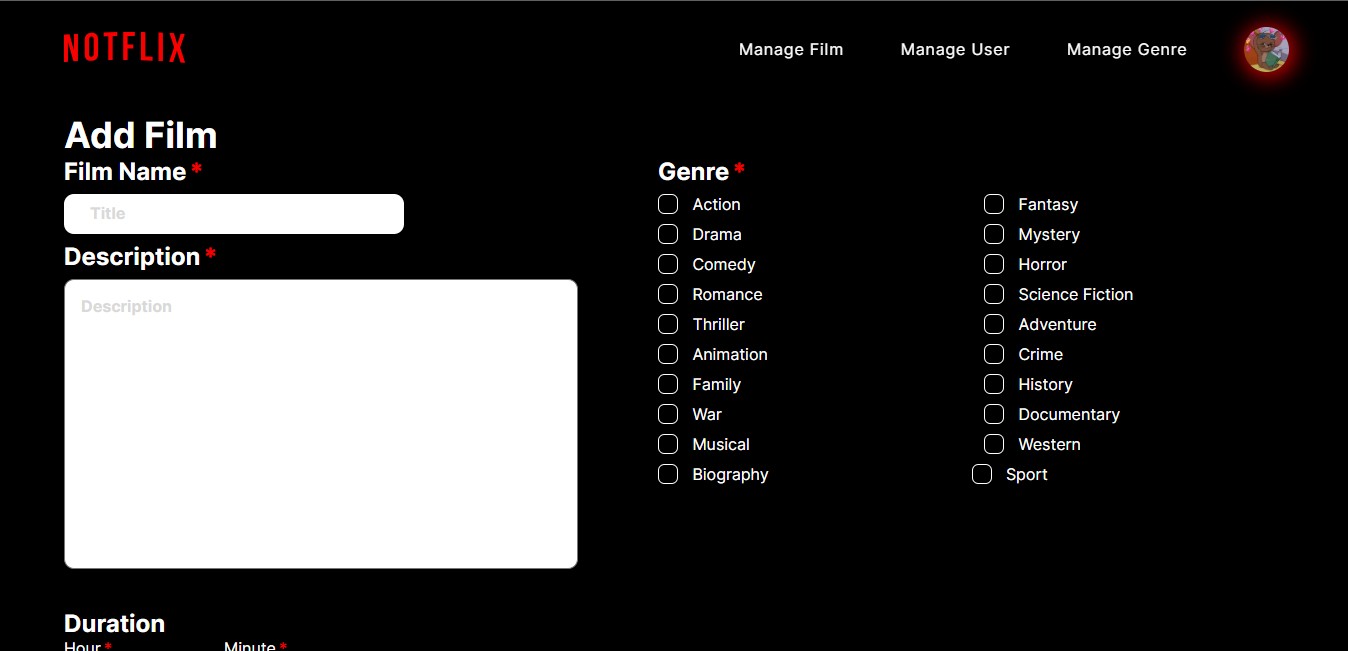 NOTFLIX
Manage Film
Manage User
Manage Genre
Add Film
Film Name *
Title
Description *
Description
Genre *
Action
Drama
Comedy
Romance
Thriller
Animation
Family
War
Musical
Biography
Fantasy
Mystery
Horror
Science Fiction
Adventure
Crime
History
Documentary
Western
Sport
Duration
Hour *
Minute *